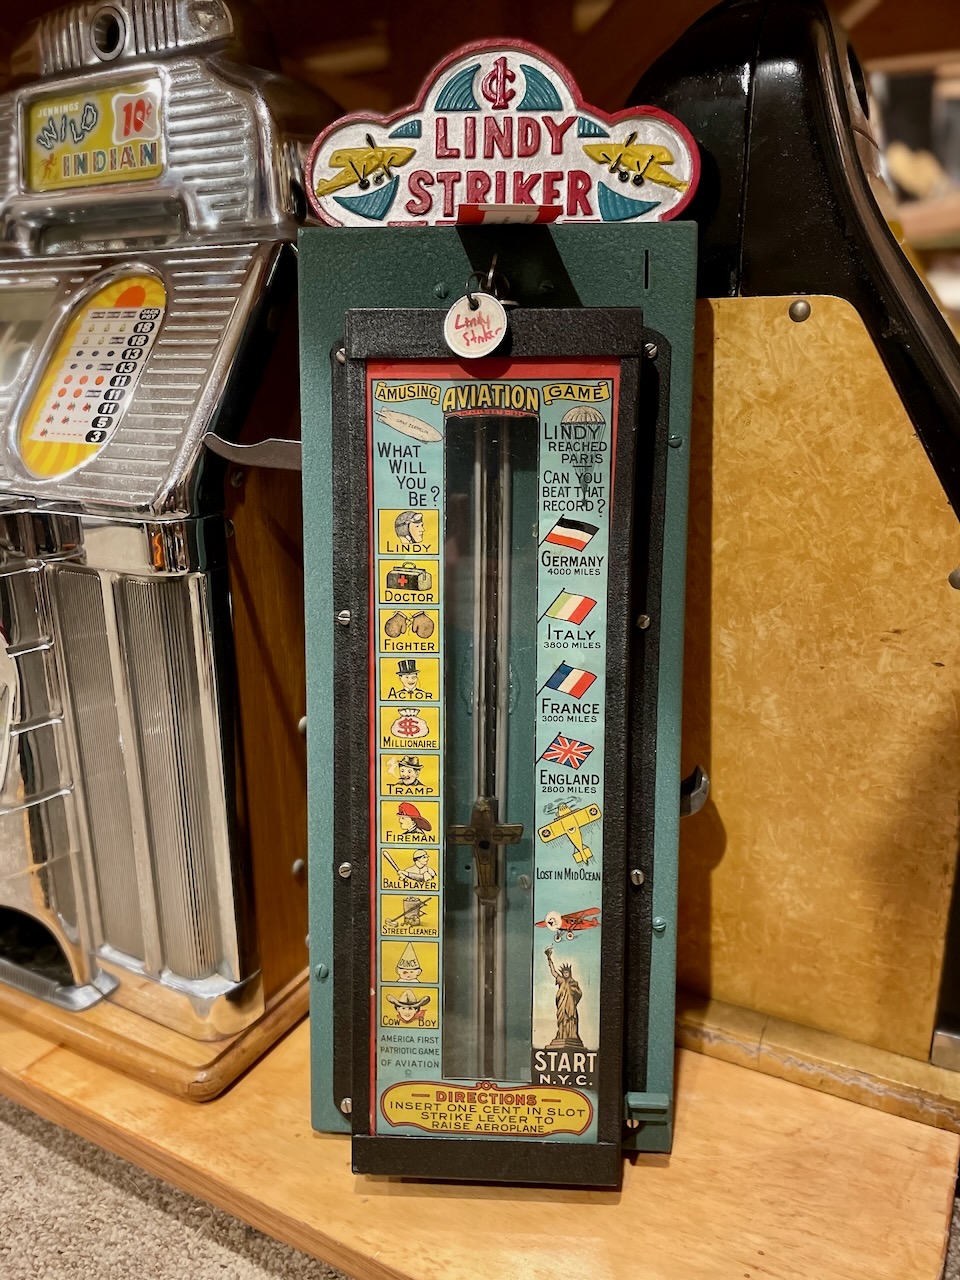 JENNINGS
WILD 10¢
INDIAN
JACK
POT
18
18
13
13
11
11
11
5
3
1¢
LINDY
STRIKER
Lindy
Striker
AMUSING AVIATION GAME
GRAF ZEPPELIN
WHAT
WILL
YOU
BE?
LINDY
DOCTOR
FIGHTER
ACTOR
$
MILLIONAIRE
TRAMP
FIREMAN
BALL PLAYER
STREET CLEANER
DUNCE
COW BOY
AMERICA FIRST
PATRIOTIC GAME
OF AVIATION
LINDY
REACHED
PARIS
CAN YOU
BEAT THAT
RECORD?
GERMANY
4000 MILES
ITALY
3800 MILES
FRANCE
3000 MILES
ENGLAND
2800 MILES
LOST IN MID OCEAN
START
N.Y.C.
DIRECTIONS
INSERT ONE CENT IN SLOT
STRIKE LEVER TO
RAISE AEROPLANE